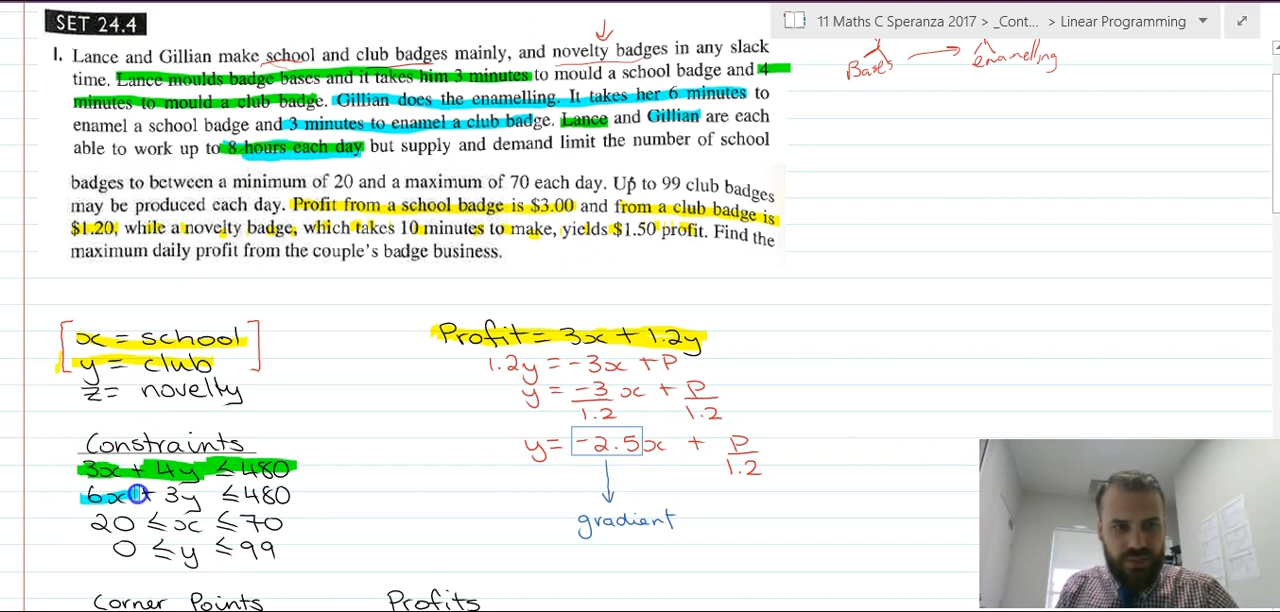 SET 24.4
11 Maths C Speranza 2017 > _Cont... > Linear Programming
1. Lance and Gillian make school and club badges mainly, and novelty badges in any slack
time. Lance moulds badge bases and it takes him 3 minutes to mould a school badge and 4
minutes to mould a club badge. Gillian does the enamelling. It takes her 6 minutes to
enamel a school badge and 3 minutes to enamel a club badge. Lance and Gillian are each
able to work up to 8 hours each day but supply and demand limit the number of school
badges to between a minimum of 20 and a maximum of 70 each day. Up to 99 club badges
may be produced each day. Profit from a school badge is $3.00 and from a club badge is
$1.20, while a novelty badge, which takes 10 minutes to make, yields $1.50 profit. Find the
maximum daily profit from the couple's badge business.
Bases → enamelling
x = school
y = club
z = novelty
Profit = 3x + 1.2y
1.2y = -3x + P
y = -3/1.2 x + P/1.2
y = -2.5x + P/1.2
gradient
Constraints
3x + 4y ≤ 480
6x + 3y ≤ 480
20 ≤ x ≤ 70
0 ≤ y ≤ 99
Corner Points
Profits